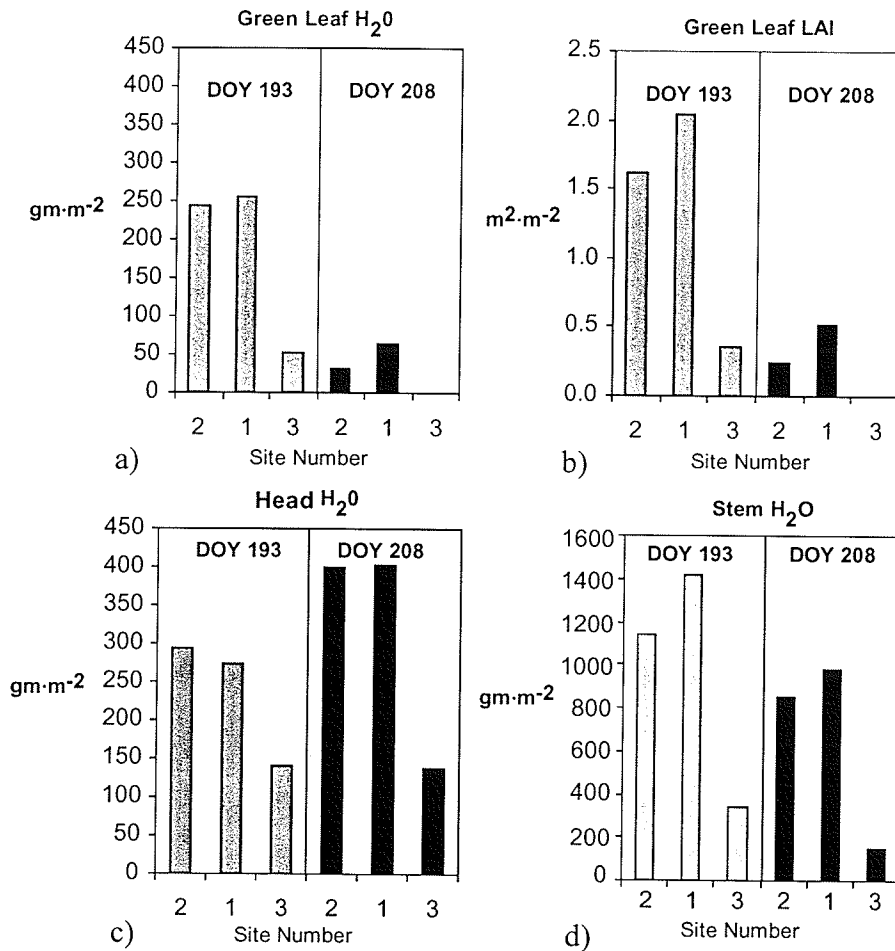 Green Leaf H20
450
400
350
300
250
200
150
100
50
0
gm·m-2
DOY 193
DOY 208
2 1 3 2 1 3
Site Number
a)
Green Leaf LAI
2.5
2.0
1.5
1.0
0.5
0.0
m2·m-2
DOY 193
DOY 208
2 1 3 2 1 3
Site Number
b)
Head H20
450
400
350
300
250
200
150
100
50
0
gm·m-2
DOY 193
DOY 208
2 1 3 2 1 3
Site Number
c)
Stem H2O
1600
1400
1200
1000
800
600
400
200
0
gm·m-2
DOY 193
DOY 208
2 1 3 2 1 3
Site Number
d)